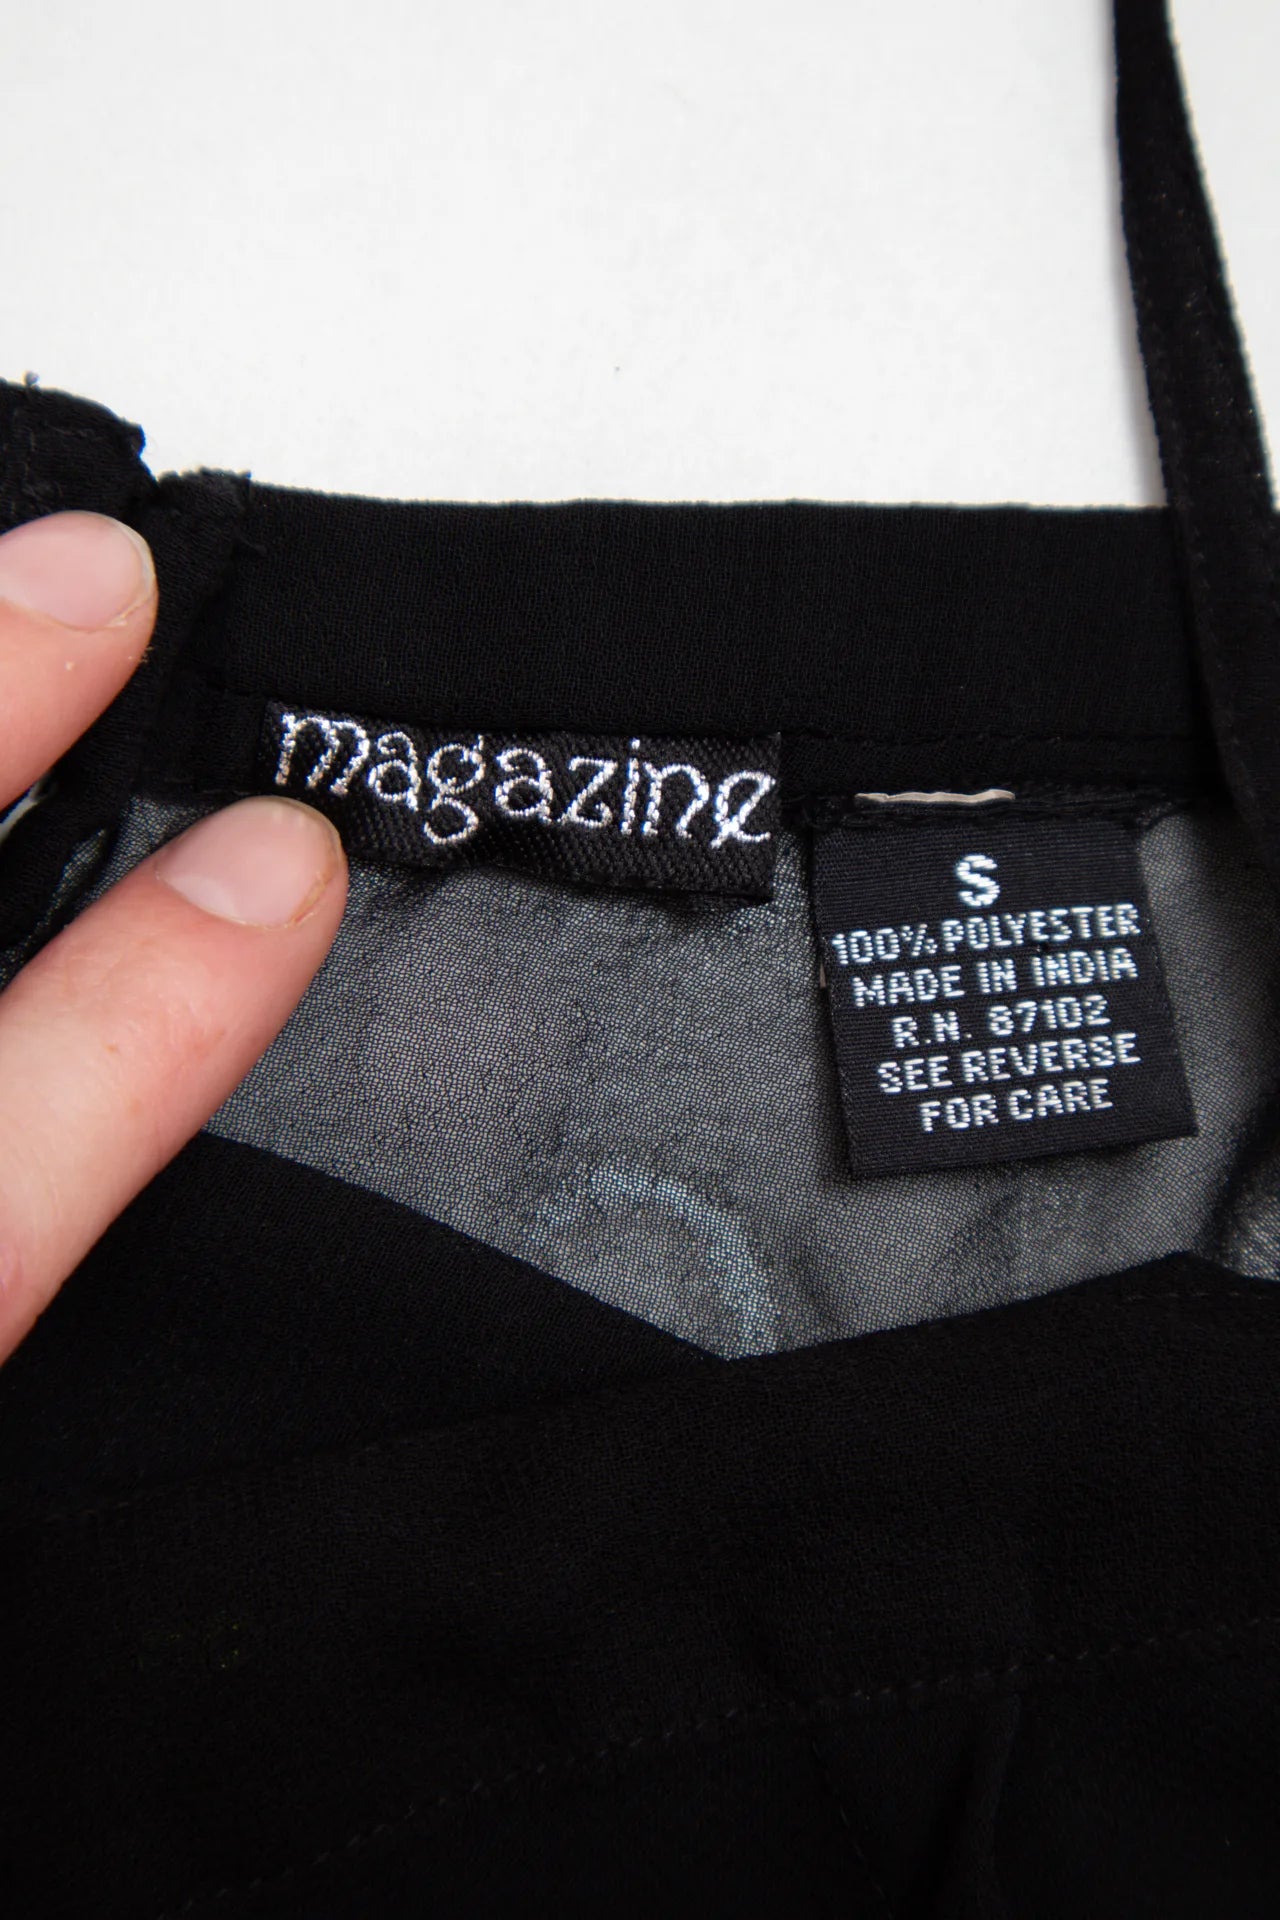 magazine
S
100% POLYESTER
MADE IN INDIA
R.N. 87102
SEE REVERSE
FOR CARE